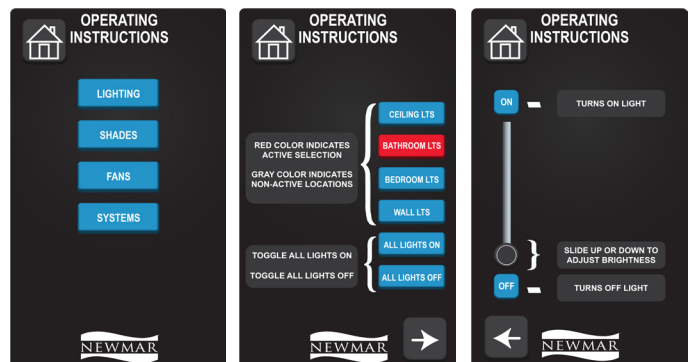 OPERATING
INSTRUCTIONS
LIGHTING
SHADES
FANS
SYSTEMS
NEWMAR
OPERATING
INSTRUCTIONS
CEILING LTS
RED COLOR INDICATES
ACTIVE SELECTION
BATHROOM LTS
GRAY COLOR INDICATES
NON-ACTIVE LOCATIONS
BEDROOM LTS
WALL LTS
TOGGLE ALL LIGHTS ON
ALL LIGHTS ON
TOGGLE ALL LIGHTS OFF
ALL LIGHTS OFF
NEWMAR
OPERATING
INSTRUCTIONS
ON
TURNS ON LIGHT
SLIDE UP OR DOWN TO
ADJUST BRIGHTNESS
OFF
TURNS OFF LIGHT
NEWMAR